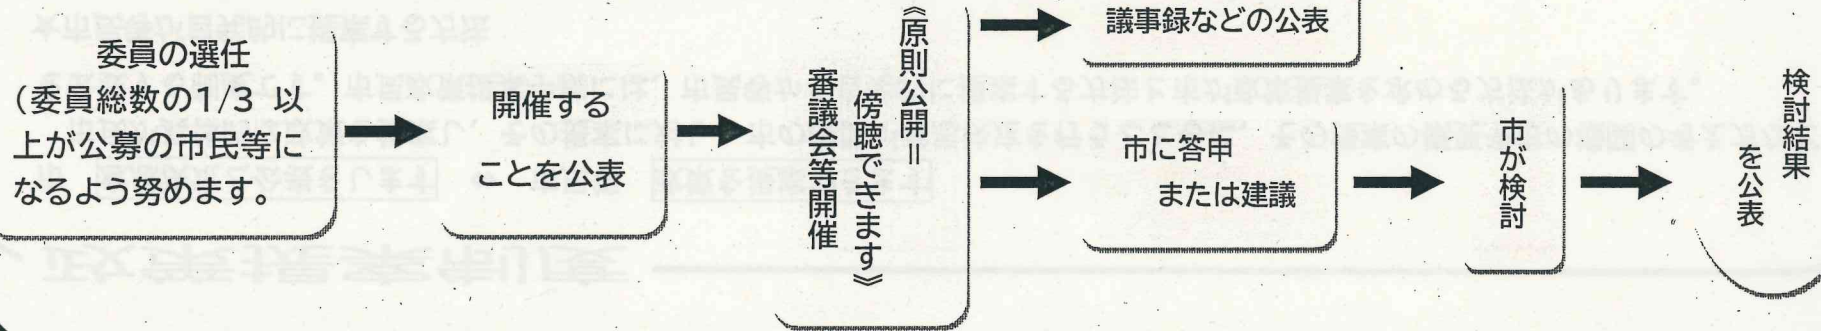 委員の選任
（委員総数の1/3 以
上が公募の市民等に
なるよう努めます。
開催する
ことを公表
審議会等開催
《原則公開＝
傍聴できます》
議事録などの公表
市に答申
または建議
市が検討
検討結果
を公表